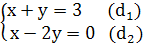 x + y = 3 (d₁)
x − 2y = 0 (d₂)